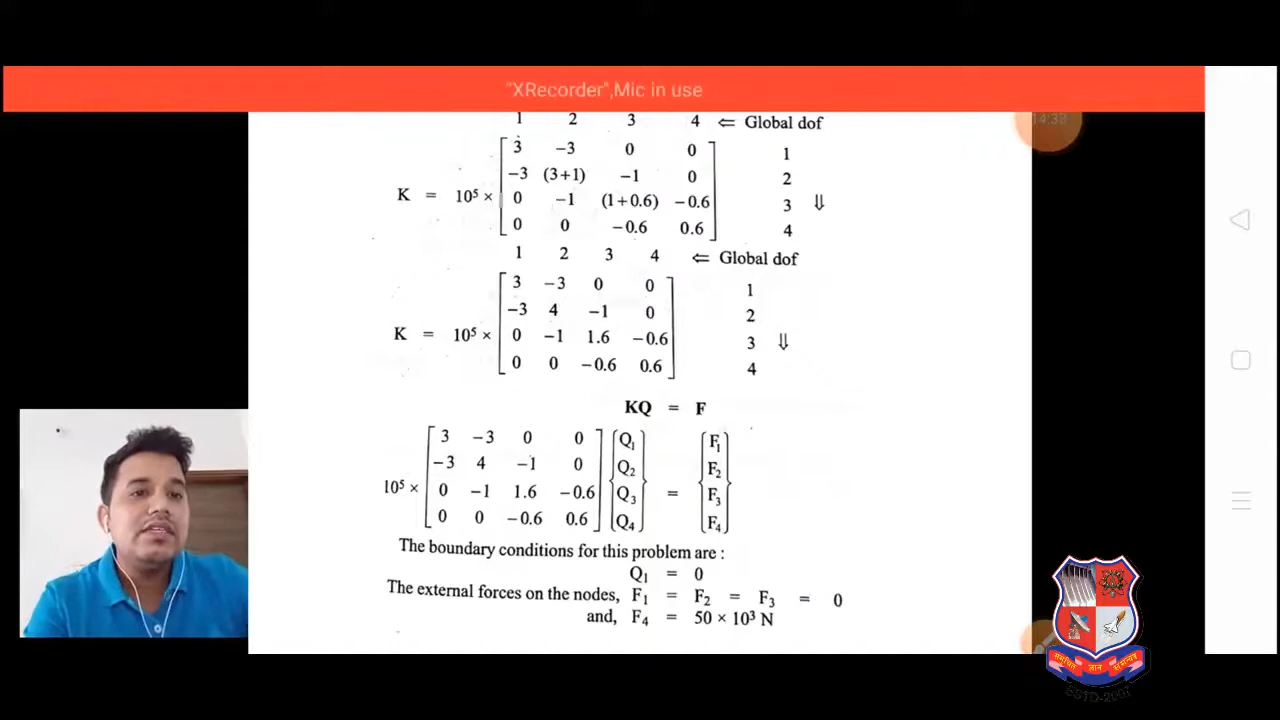 "XRecorder",Mic in use
14:33
1 2 3 4 ⇐ Global dof
3 −3 0 0 1
−3 (3+1) −1 0 2
K = 10⁵ × 0 −1 (1+0.6) −0.6 3 ⇓
0 0 −0.6 0.6 4
1 2 3 4 ⇐ Global dof
3 −3 0 0 1
−3 4 −1 0 2
K = 10⁵ × 0 −1 1.6 −0.6 3 ⇓
0 0 −0.6 0.6 4
KQ = F
3 −3 0 0 Q₁ F₁
−3 4 −1 0 Q₂ F₂
10⁵ × 0 −1 1.6 −0.6 Q₃ = F₃
0 0 −0.6 0.6 Q₄ F₄
The boundary conditions for this problem are :
Q₁ = 0
The external forces on the nodes, F₁ = F₂ = F₃ = 0
and, F₄ = 50 × 10³ N
ESTD-2007